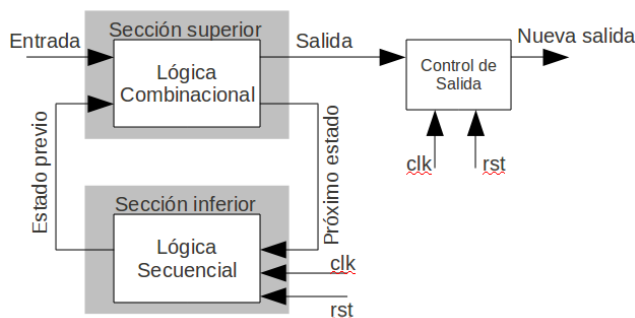 Sección superior
Entrada
Lógica
Combinacional
Salida
Control de
Salida
Nueva salida
clk
rst
Estado previo
Próximo estado
Sección inferior
Lógica
Secuencial
clk
rst